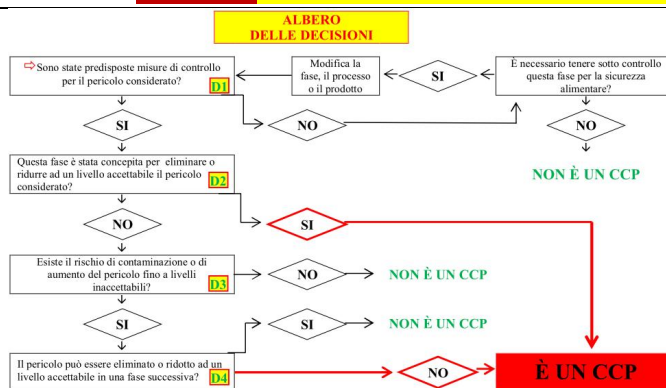 ALBERO
DELLE DECISIONI
⇨Sono state predisposte misure di controllo
per il pericolo considerato?
D1
Modifica la
fase, il processo
o il prodotto
SI
È necessario tenere sotto controllo
questa fase per la sicurezza
alimentare?
SI
NO
NO
NON È UN CCP
Questa fase è stata concepita per eliminare o
ridurre ad un livello accettabile il pericolo
considerato?
D2
NO
SI
Esiste il rischio di contaminazione o di
aumento del pericolo fino a livelli
inaccettabili?
D3
NO
NON È UN CCP
SI
SI
NON È UN CCP
Il pericolo può essere eliminato o ridotto ad un
livello accettabile in una fase successiva?
D4
NO
È UN CCP